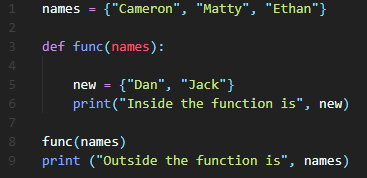 1 names = {"Cameron", "Matty", "Ethan"}
2
3 def func(names):
4
5     new = {"Dan", "Jack"}
6     print("Inside the function is", new)
7
8 func(names)
9 print ("Outside the function is", names)